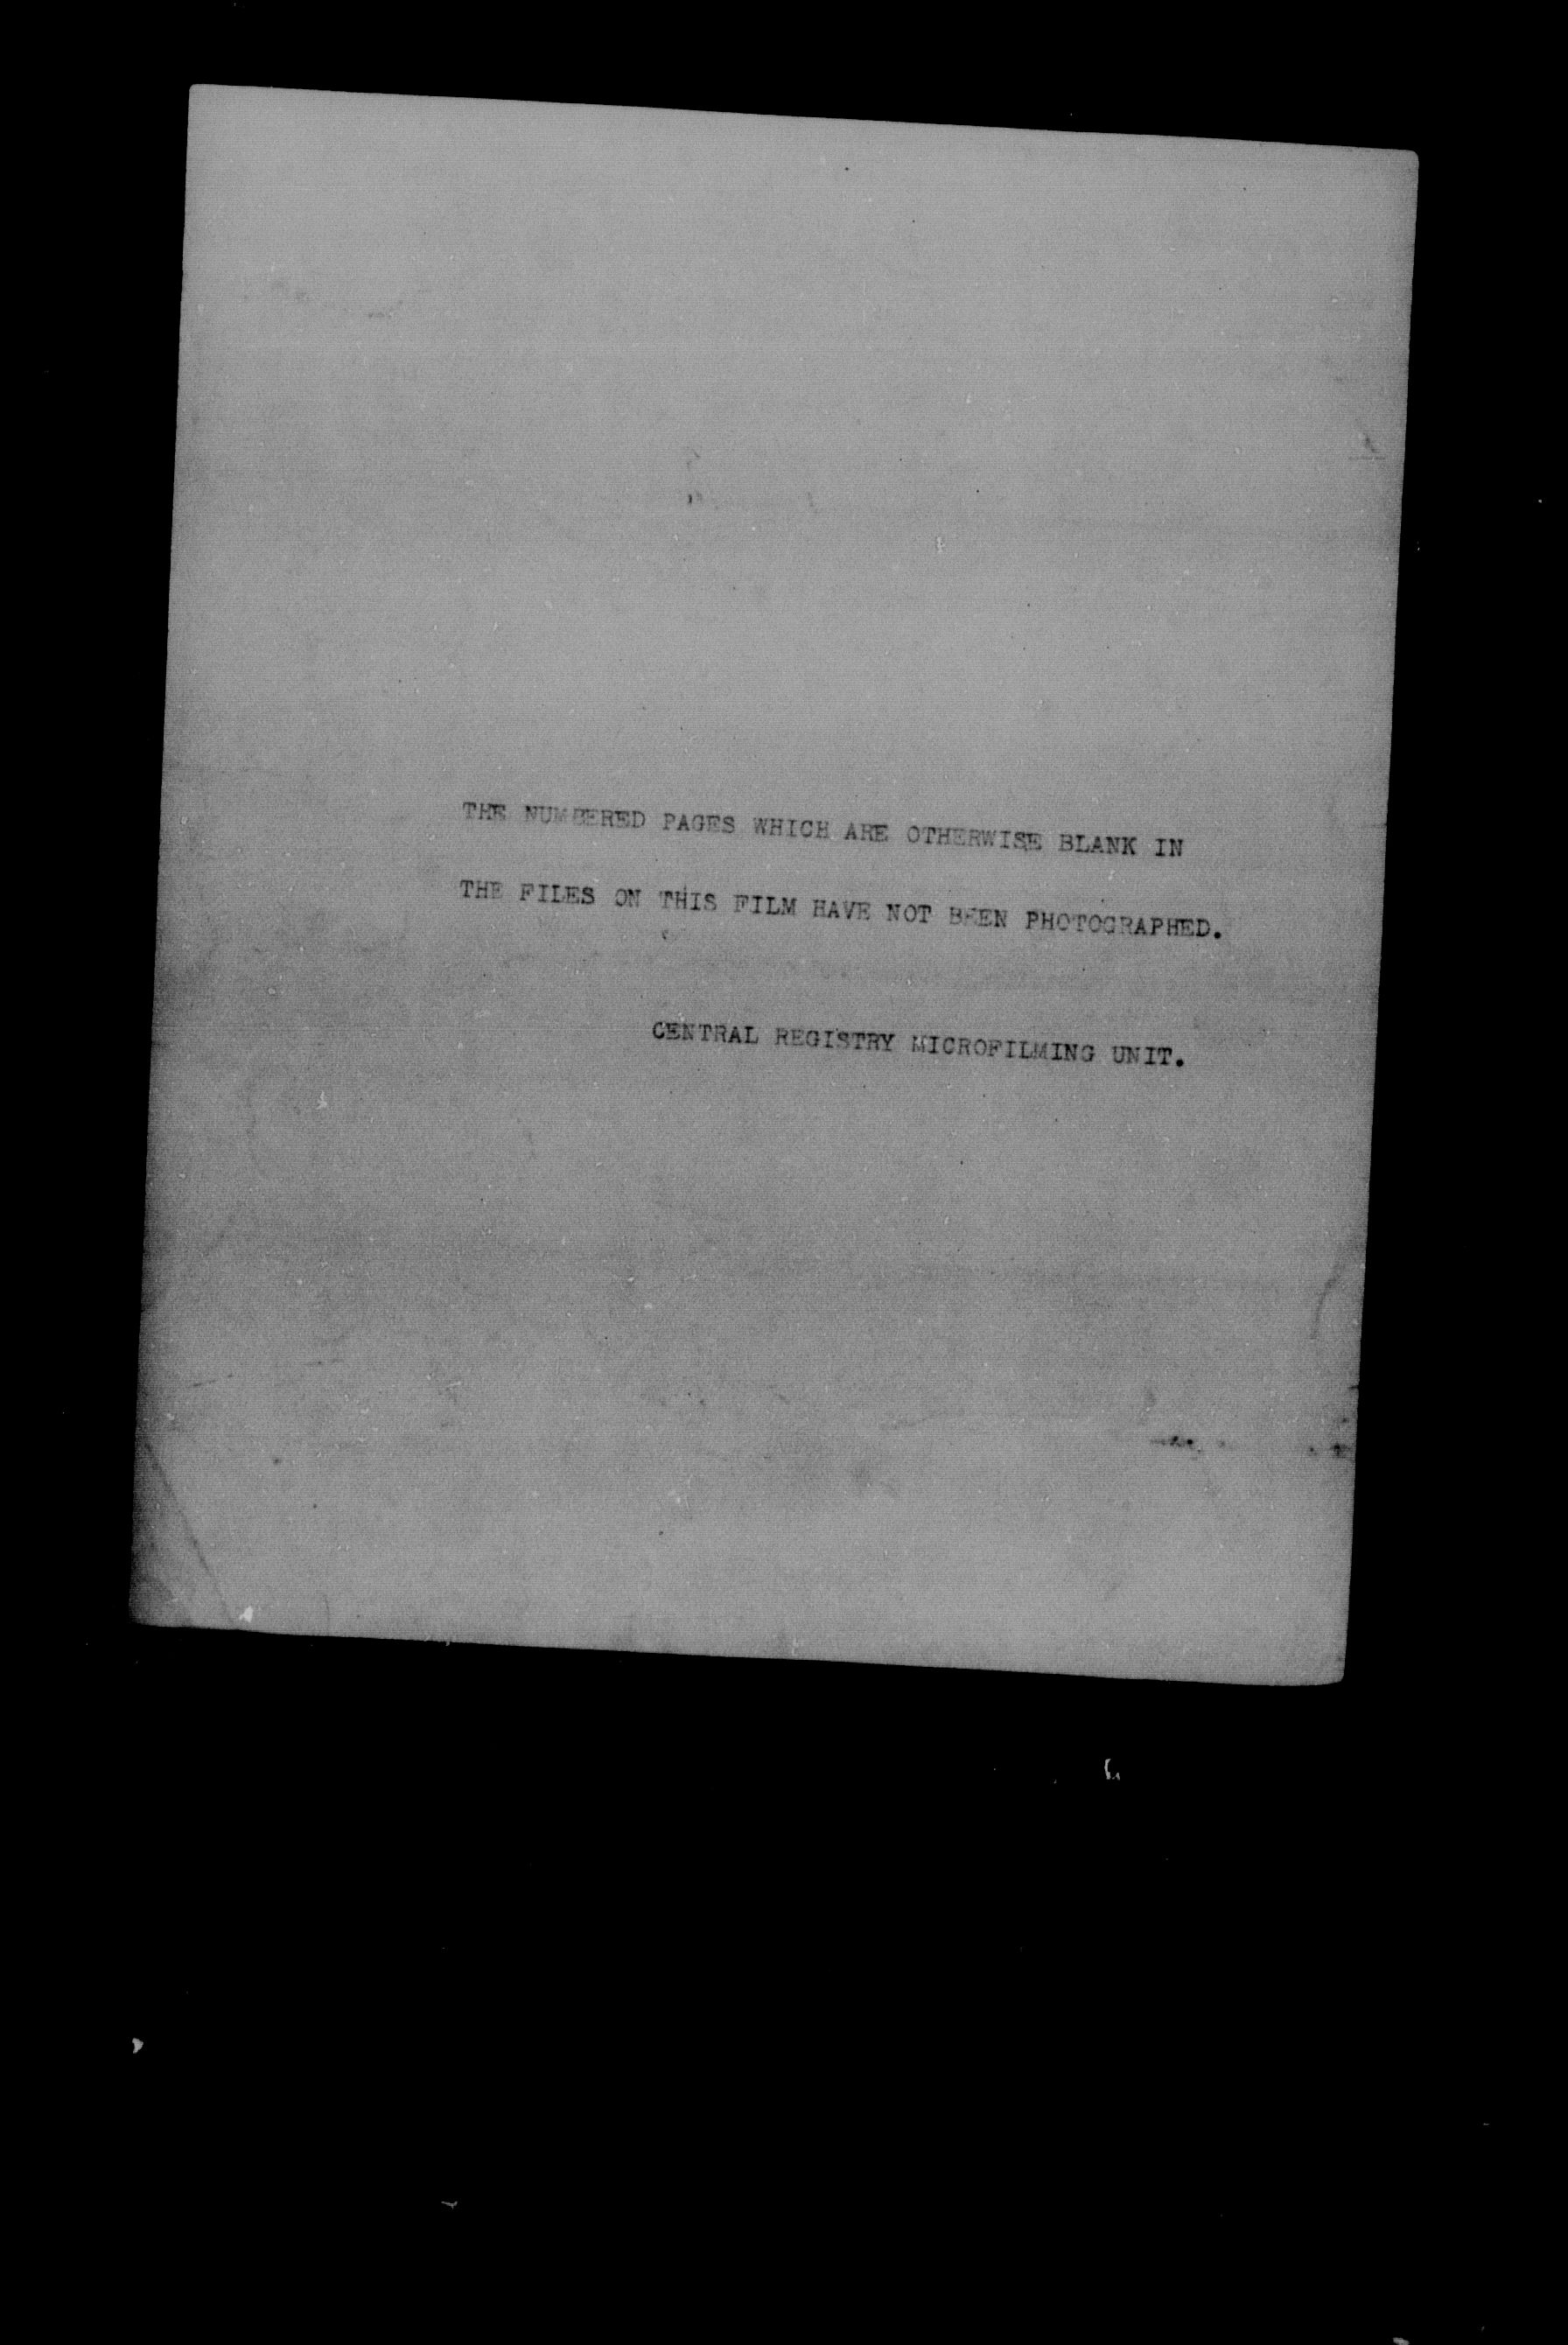 THE NUMBERED PAGES WHICH ARE OTHERWISE BLANK IN
THE FILES ON THIS FILM HAVE NOT BEEN PHOTOGRAPHED.
CENTRAL REGISTRY MICROFILMING UNIT.